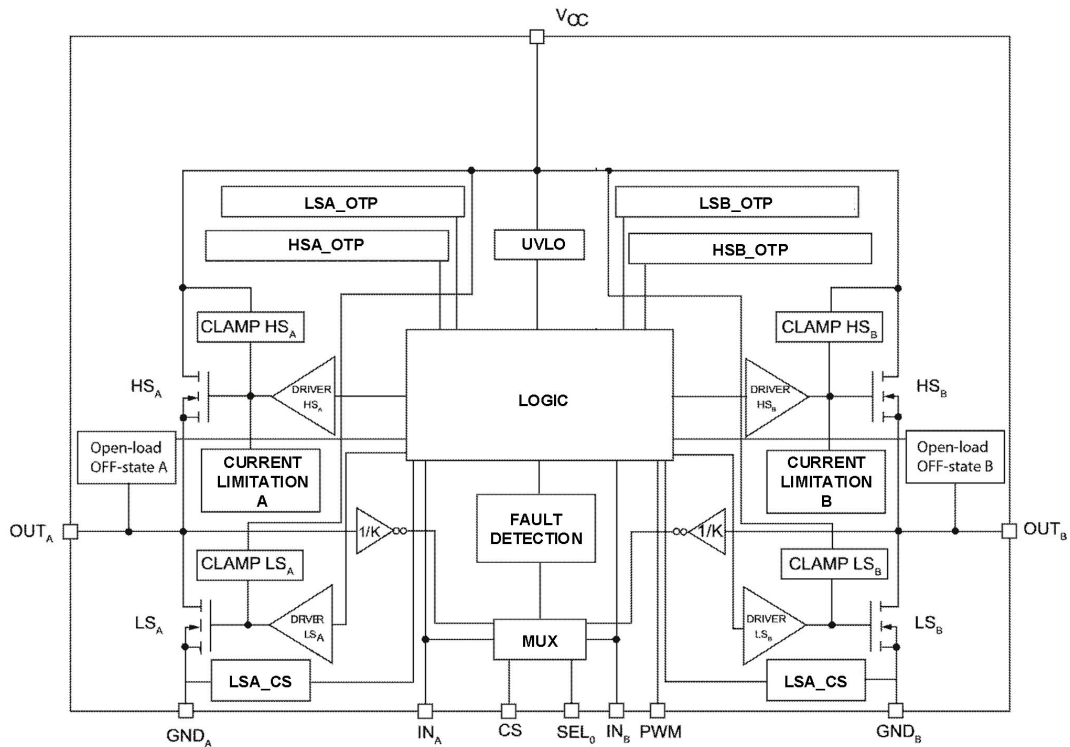 VCC
LSA_OTP
LSB_OTP
HSA_OTP
UVLO
HSB_OTP
CLAMP HSA
CLAMP HSB
HSA
DRIVER
HSA
LOGIC
DRIVER
HSB
HSB
Open-load
OFF-state A
CURRENT
LIMITATION
A
CURRENT
LIMITATION
B
Open-load
OFF-state B
OUTA
1/K
FAULT
DETECTION
1/K
OUTB
CLAMP LSA
CLAMP LSB
LSA
DRVER
LSA
MUX
DRIVER
LSB
LSB
LSA_CS
LSA_CS
GNDA
INA
CS
SEL0
INB
PWM
GNDB